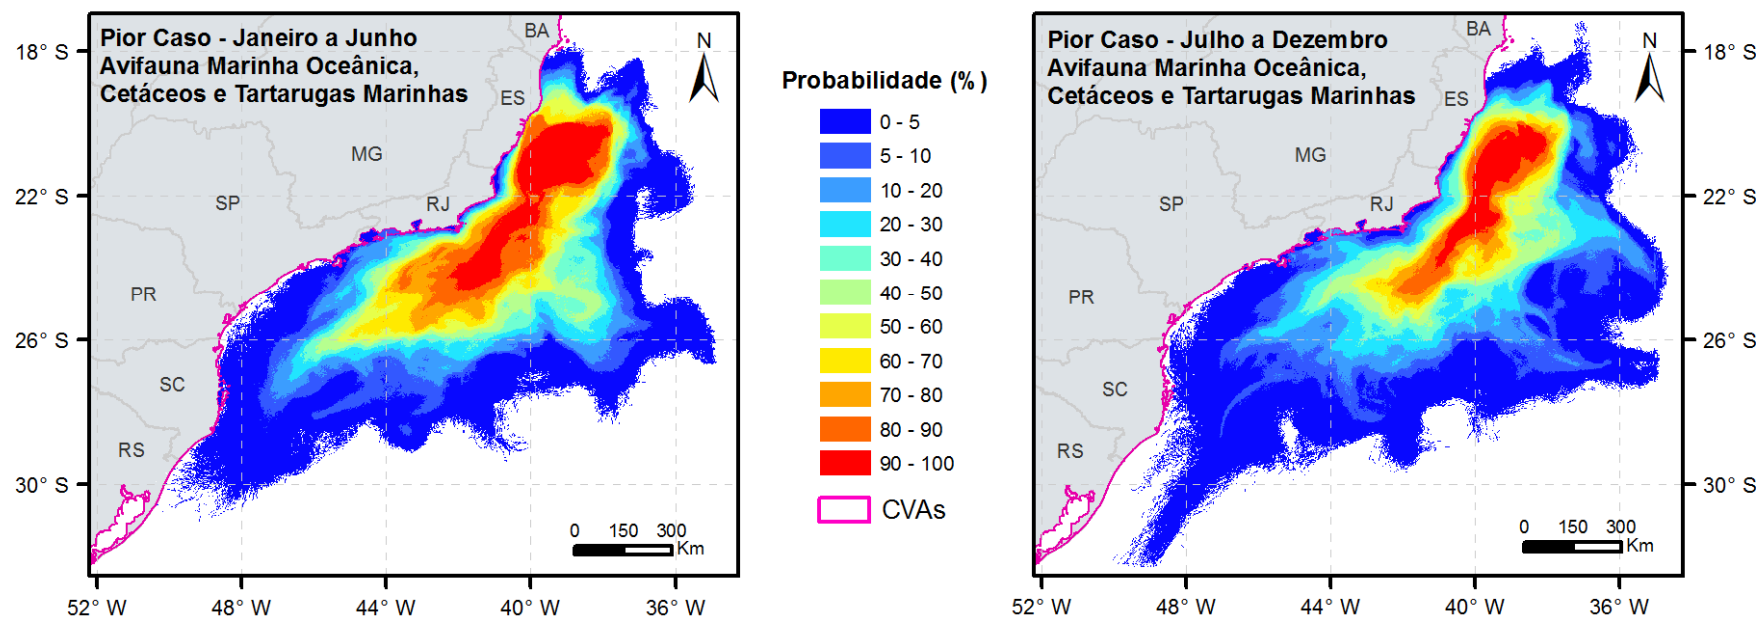 Pior Caso - Janeiro a Junho
Avifauna Marinha Oceânica,
Cetáceos e Tartarugas Marinhas
BA
N
ES
MG
SP
RJ
PR
SC
RS
18° S
22° S
26° S
30° S
0 150 300
Km
52° W 48° W 44° W 40° W 36° W
Probabilidade (%)
0 - 5
5 - 10
10 - 20
20 - 30
30 - 40
40 - 50
50 - 60
60 - 70
70 - 80
80 - 90
90 - 100
CVAs
Pior Caso - Julho a Dezembro
Avifauna Marinha Oceânica,
Cetáceos e Tartarugas Marinhas
BA
N
ES
MG
SP
RJ
PR
SC
RS
18° S
22° S
26° S
30° S
0 150 300
Km
52° W 48° W 44° W 40° W 36° W